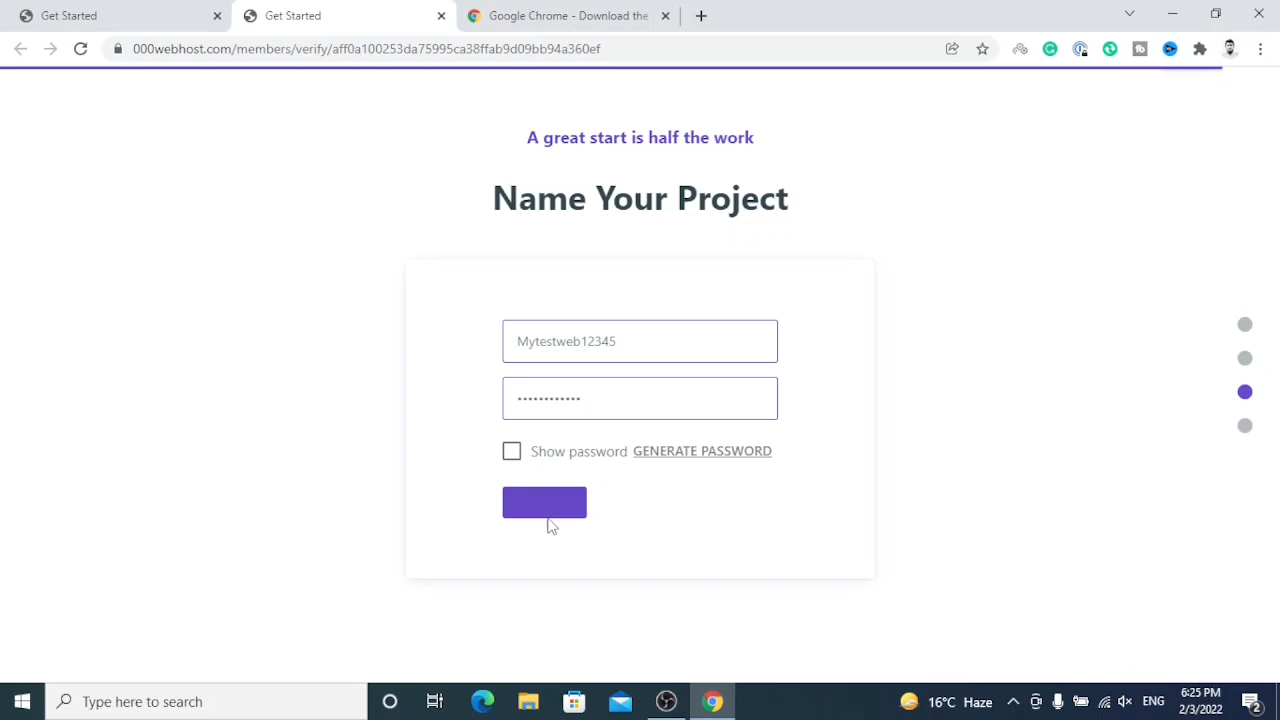 Get Started
Get Started
Google Chrome - Download the
000webhost.com/members/verify/aff0a100253da75995ca38ffab9d09bb94a360ef
A great start is half the work
Name Your Project
Mytestweb12345
••••••••••••
Show password GENERATE PASSWORD
Type here to search
16°C Haze
ENG
6:25 PM
2/3/2022
2